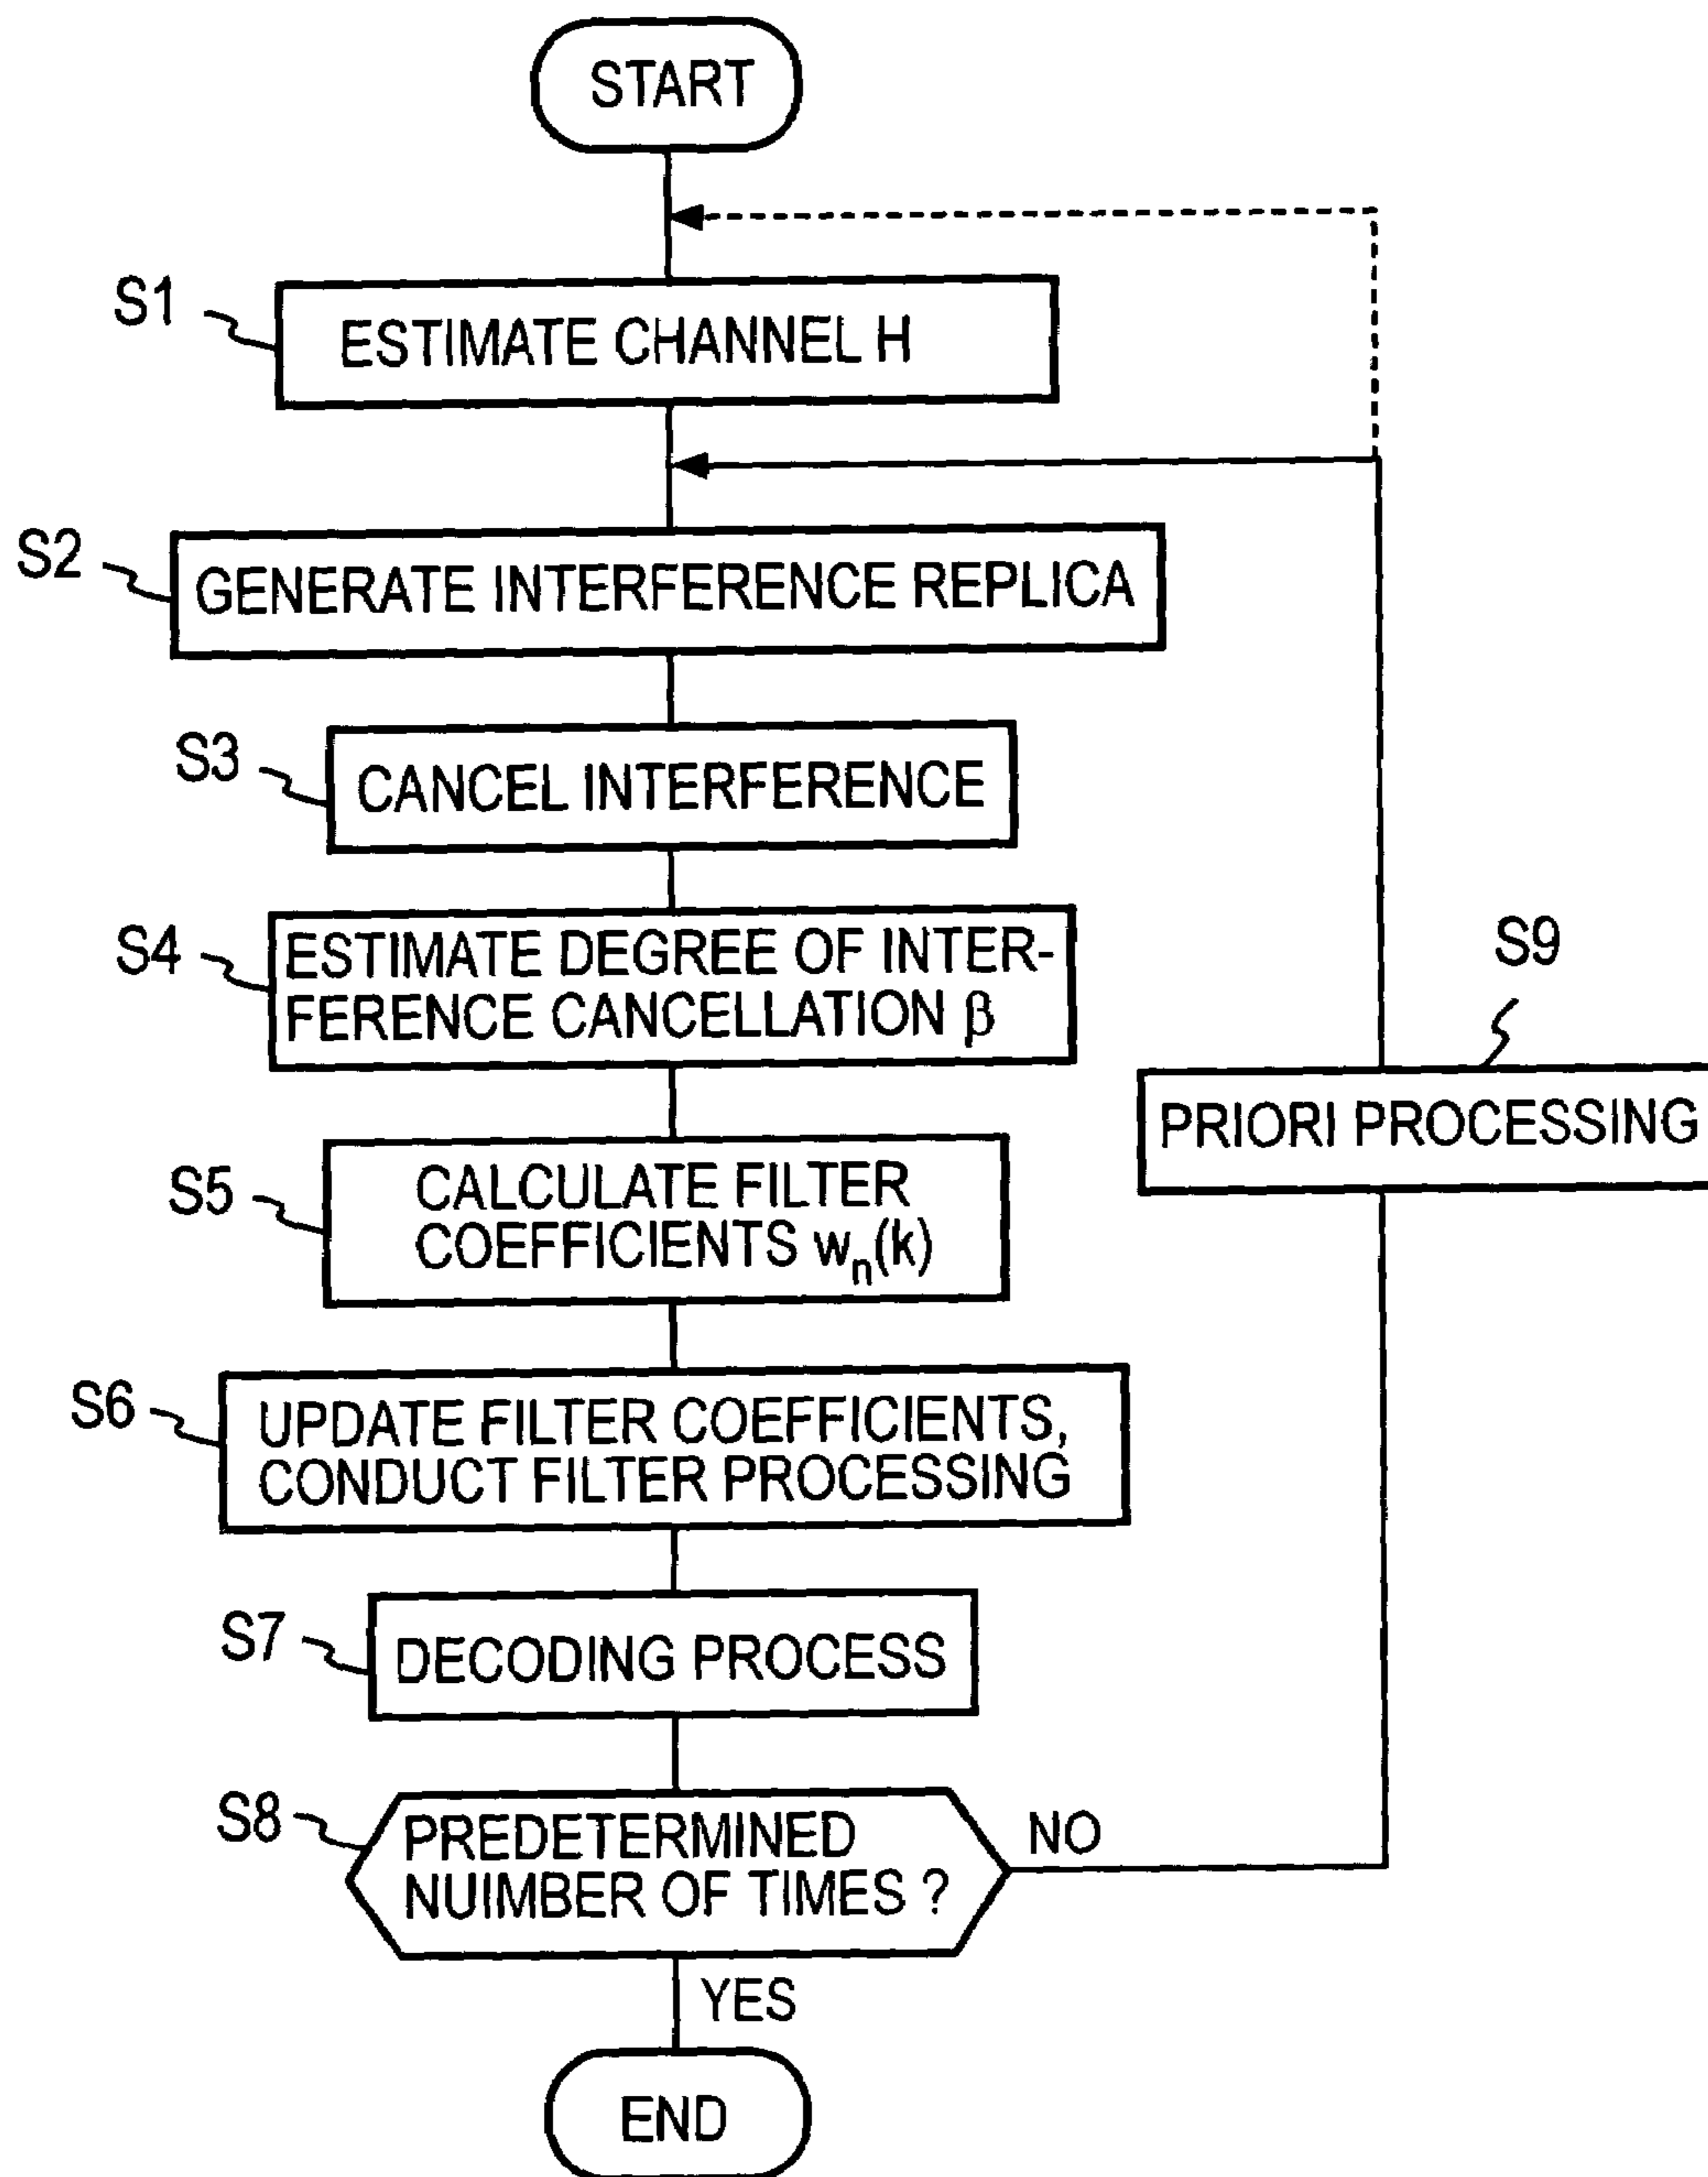 START
S1
ESTIMATE CHANNEL H
S2
GENERATE INTERFERENCE REPLICA
S3
CANCEL INTERFERENCE
S4
ESTIMATE DEGREE OF INTER-
FERENCE CANCELLATION β
S9
PRIORI PROCESSING
S5
CALCULATE FILTER
COEFFICIENTS wₙ(k)
S6
UPDATE FILTER COEFFICIENTS,
CONDUCT FILTER PROCESSING
S7
DECODING PROCESS
S8
PREDETERMINED
NUIMBER OF TIMES ?
NO
YES
END